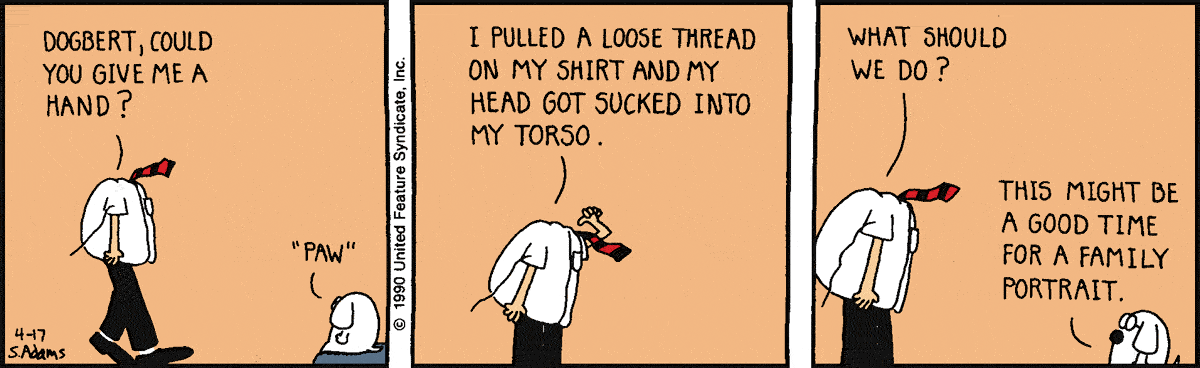 DOGBERT, COULD
YOU GIVE ME A
HAND?
"PAW"
4-17
S.Adams
© 1990 United Feature Syndicate, Inc.
I PULLED A LOOSE THREAD
ON MY SHIRT AND MY
HEAD GOT SUCKED INTO
MY TORSO.
WHAT SHOULD
WE DO?
THIS MIGHT BE
A GOOD TIME
FOR A FAMILY
PORTRAIT.